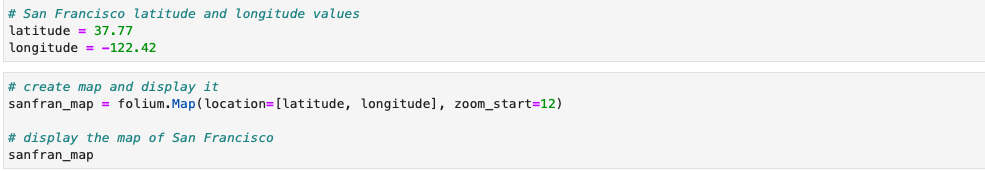 # San Francisco latitude and longitude values
latitude = 37.77
longitude = -122.42
# create map and display it
sanfran_map = folium.Map(location=[latitude, longitude], zoom_start=12)
# display the map of San Francisco
sanfran_map